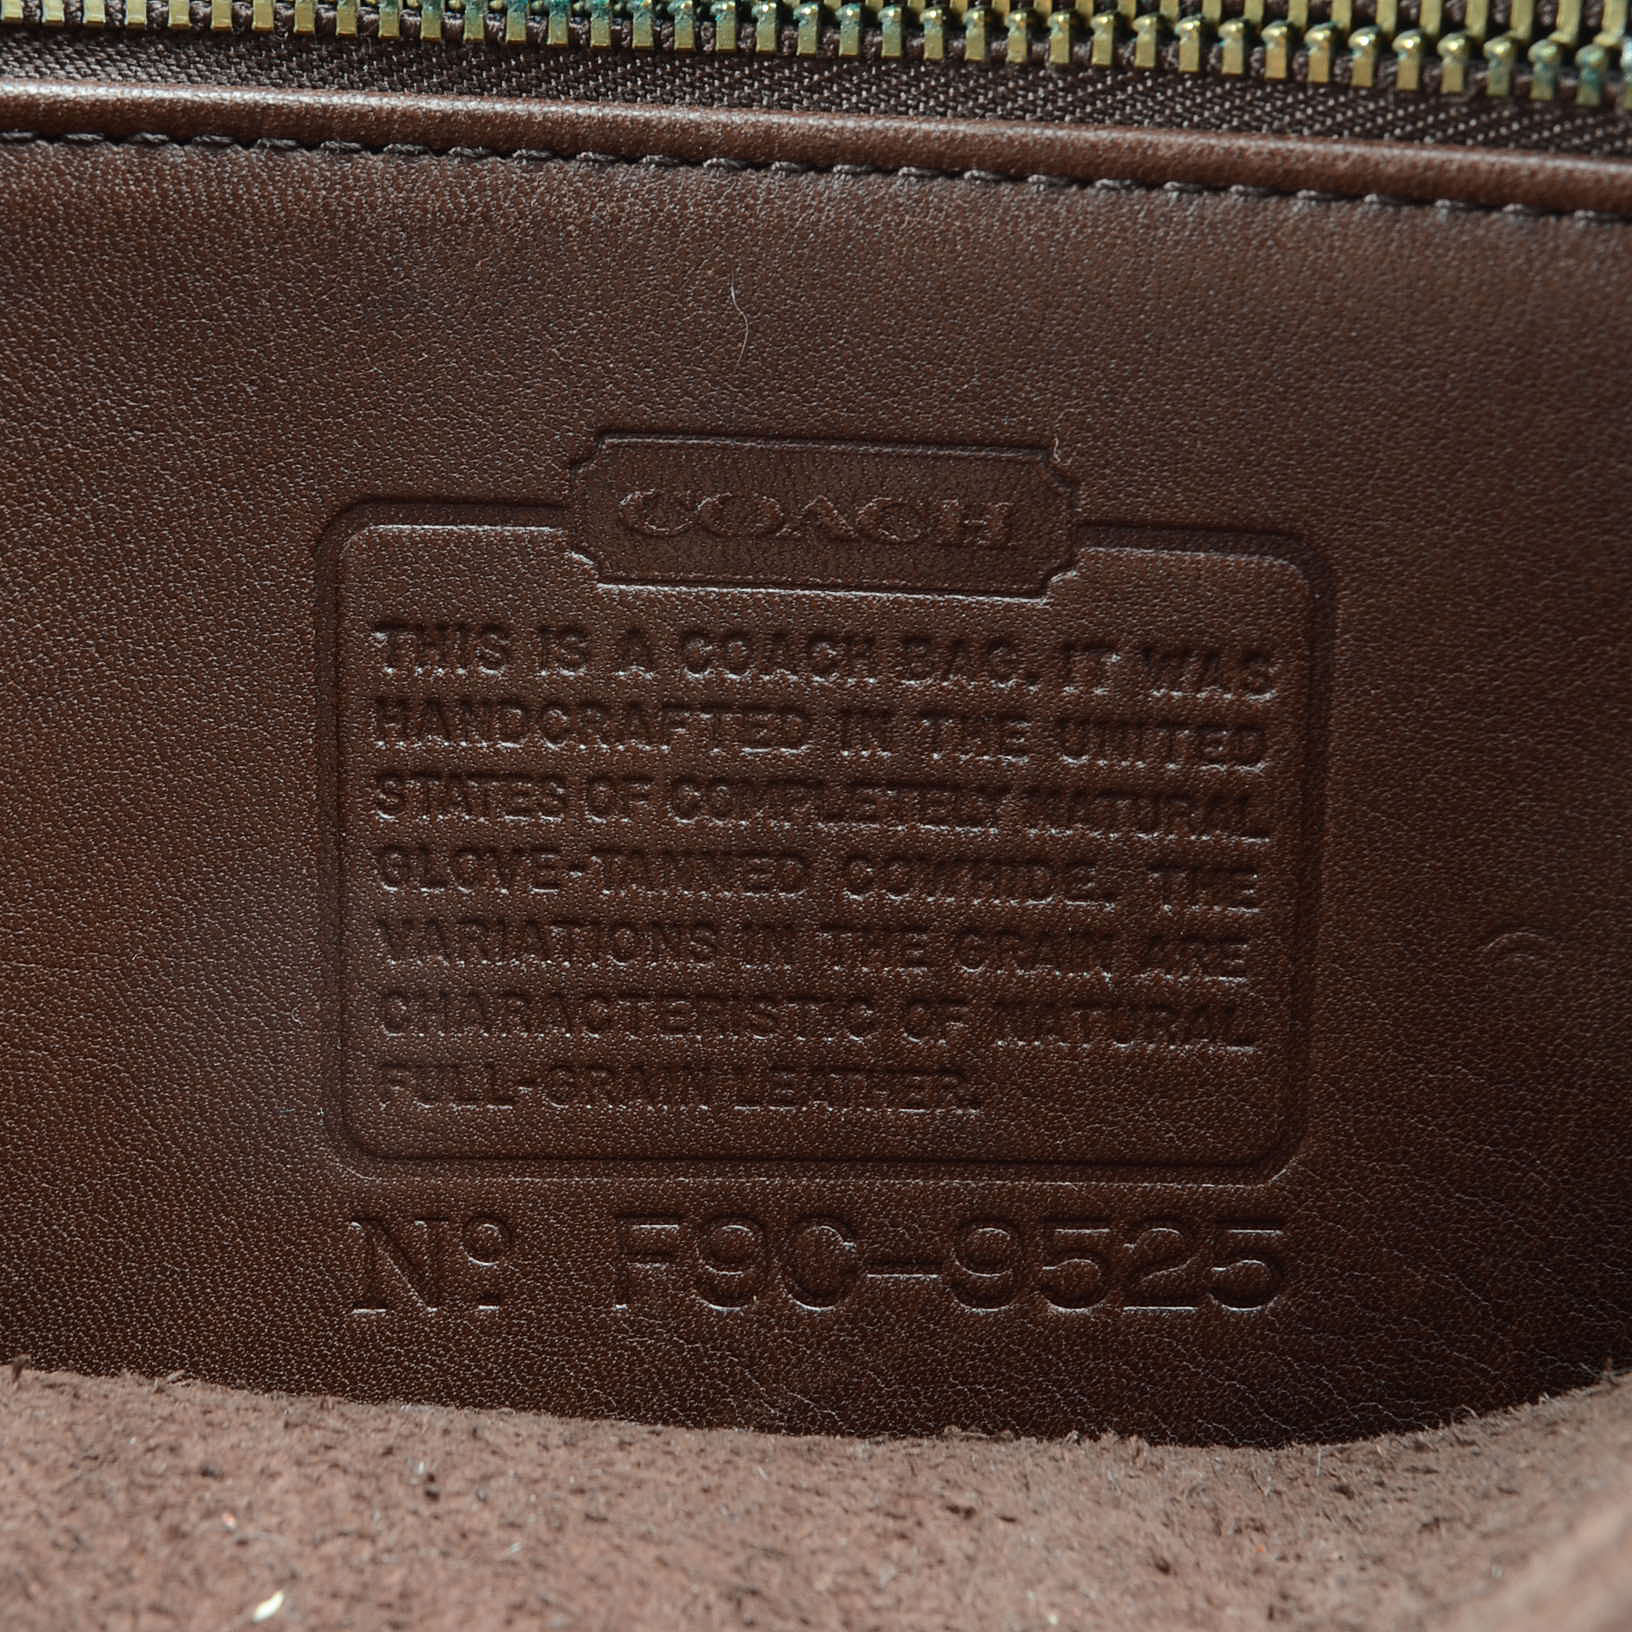 COACH
THIS IS A COACH BAG. IT WAS
HANDCRAFTED IN THE UNITED
STATES OF COMPLETELY NATURAL
GLOVE-TANNED COWHIDE. THE
VARIATIONS IN THE GRAIN ARE
CHARACTERISTIC OF NATURAL
FULL-GRAIN LEATHER.
Nº F9C-9525